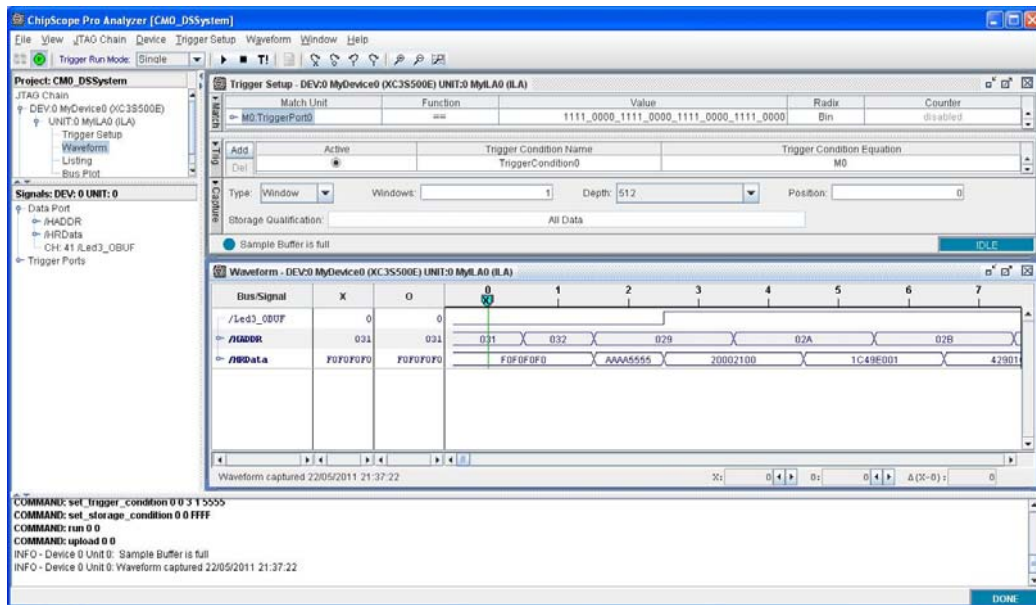 ChipScope Pro Analyzer [CM0_DSSystem]
File View JTAG Chain Device Trigger Setup Waveform Window Help
Trigger Run Mode: Single T!
Project: CM0_DSSystem
JTAG Chain
DEV:0 MyDevice0 (XC3S500E)
UNIT:0 MyILA0 (ILA)
Trigger Setup
Waveform
Listing
Bus Plot
Signals: DEV: 0 UNIT: 0
Data Port
/HADDR
/HRData
CH: 41 /Led3_OBUF
Trigger Ports
Trigger Setup - DEV:0 MyDevice0 (XC3S500E) UNIT:0 MyILA0 (ILA)
Match
Match Unit Function Value Radix Counter
M0:TriggerPort0 == 1111_0000_1111_0000_1111_0000_1111_0000 Bin disabled
Trig
Add Active Trigger Condition Name Trigger Condition Equation
Del TriggerCondition0 M0
Capture
Type: Window Windows: 1 Depth: 512 Position: 0
Storage Qualification: All Data
Sample Buffer is full IDLE
Waveform - DEV:0 MyDevice0 (XC3S500E) UNIT:0 MyILA0 (ILA)
Bus/Signal X O 0 1 2 3 4 5 6 7
/Led3_OBUF 0 0
/HADDR 031 031 031 032 029 02A 02B
/HRData F0F0F0F0 F0F0F0F0 F0F0F0F0 AAAA5555 20002100 1C49E001 42901
Waveform captured 22/05/2011 21:37:22 X: 0 O: 0 Δ(X-O): 0
COMMAND: set_trigger_condition 0 0 3 1 5555
COMMAND: set_storage_condition 0 0 FFFF
COMMAND: run 0 0
COMMAND: upload 0 0
INFO - Device 0 Unit 0: Sample Buffer is full
INFO - Device 0 Unit 0: Waveform captured 22/05/2011 21:37:22
DONE